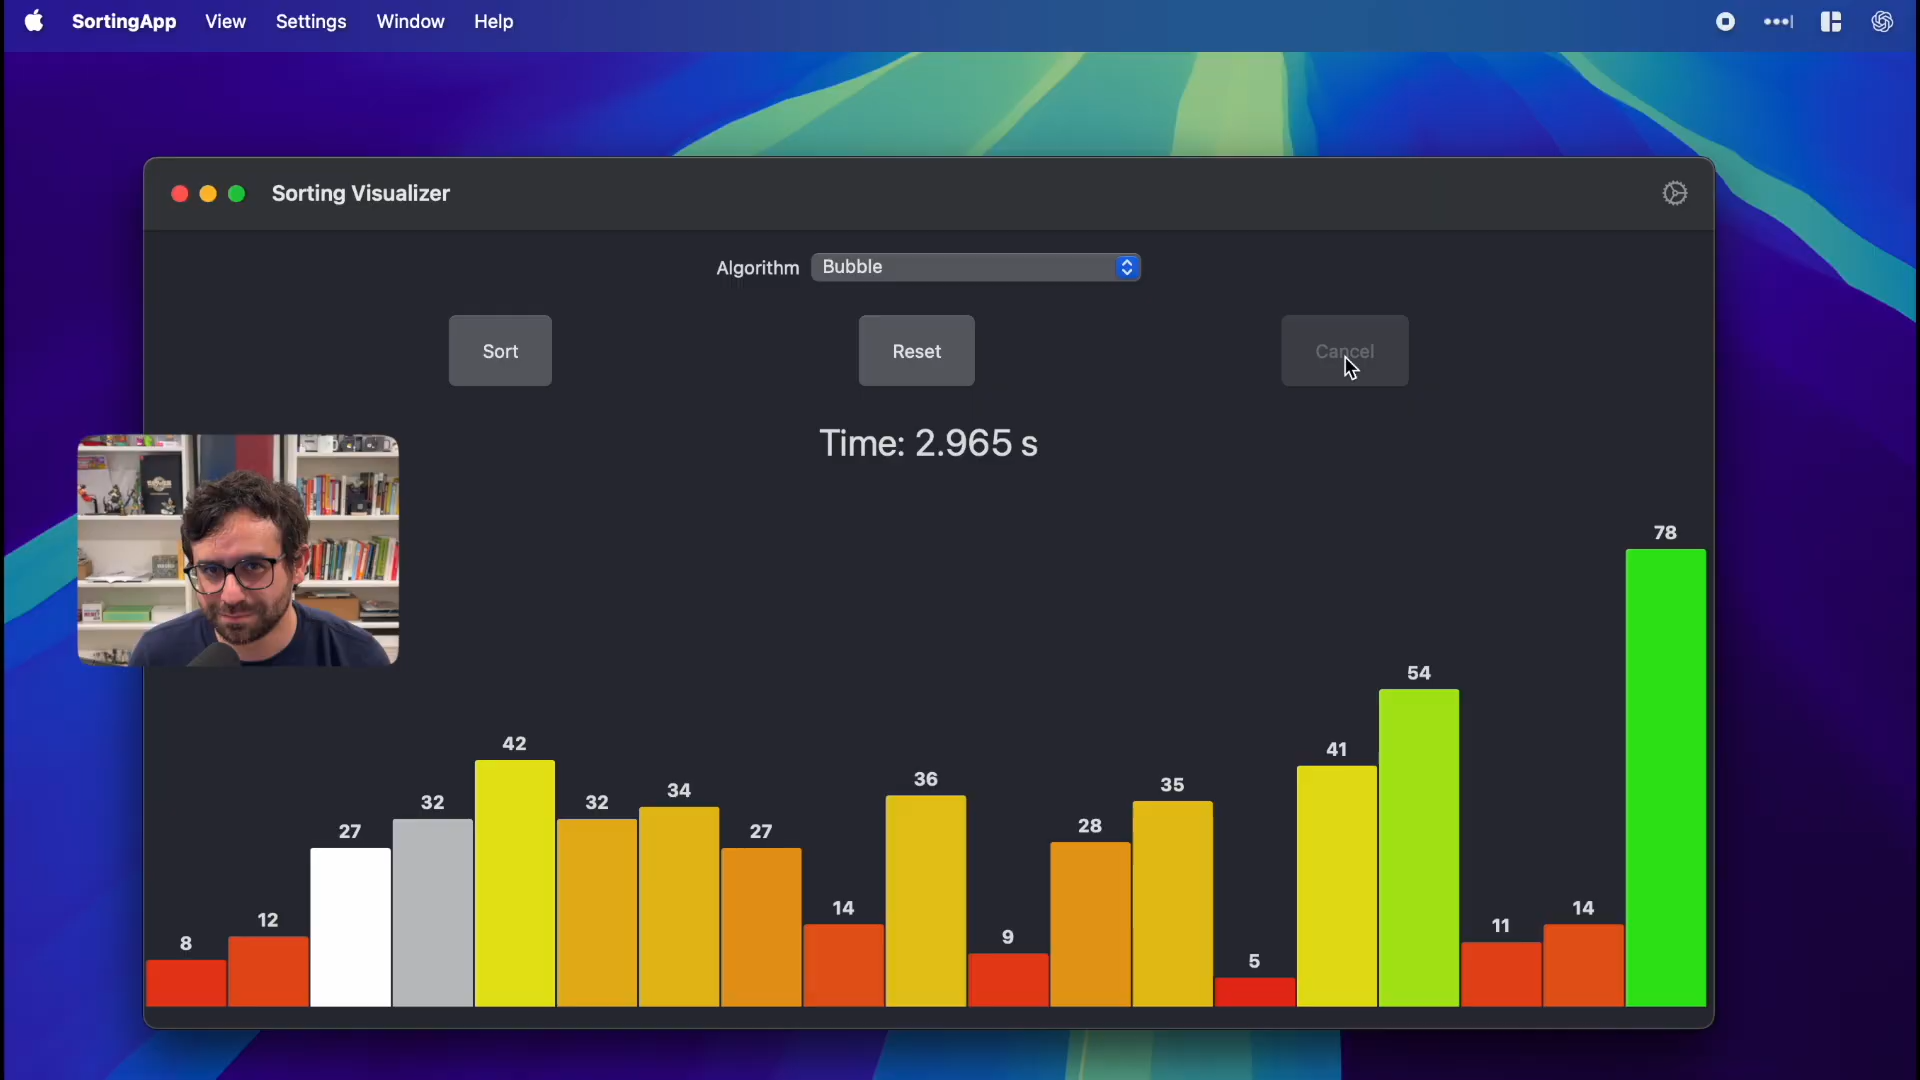 SortingApp View Settings Window Help
Sorting Visualizer
Algorithm Bubble
Sort Reset Cancel
Time: 2.965 s
8 12 27 32 42 32 34 27 14 36 9 28 35 5 41 54 11 14 78